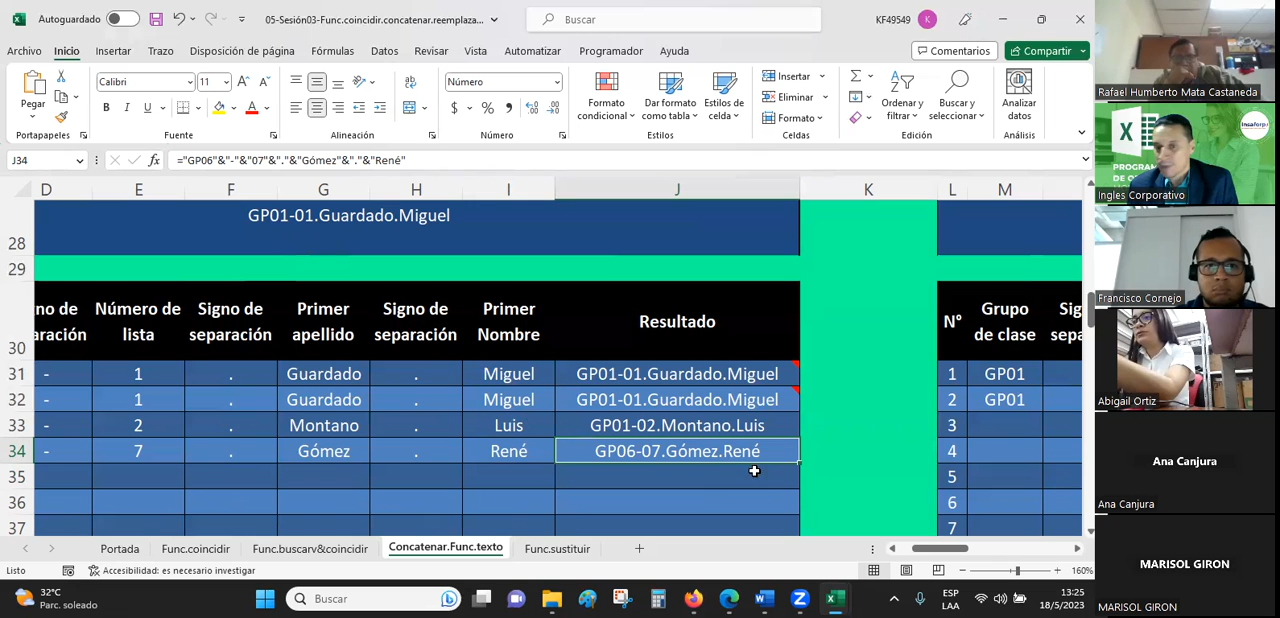 Autoguardado
05-Sesión03-Func.coincidir.concatenar.reemplaza...
Buscar
KF49549
K
Archivo Inicio Insertar Trazo Disposición de página Fórmulas Datos Revisar Vista Automatizar Programador Ayuda
Comentarios
Compartir
Pegar
Calibri
11
N K S
Número
$ % 000
Formato condicional
Dar formato como tabla
Estilos de celda
Insertar
Eliminar
Formato
Ordenar y filtrar
Buscar y seleccionar
Analizar datos
Portapapeles Fuente Alineación Número Estilos Celdas Edición Análisis
J34
fx
="GP06"&"-"&"07"&"."&"Gómez"&"."&"René"
D E F G H I J K L M
28 GP01-01.Guardado.Miguel
29
30 no de aración Número de lista Signo de separación Primer apellido Signo de separación Primer Nombre Resultado N° Grupo de clase Sig sepa
31 - 1 . Guardado . Miguel GP01-01.Guardado.Miguel 1 GP01
32 - 1 . Guardado . Miguel GP01-01.Guardado.Miguel 2 GP01
33 - 2 . Montano . Luis GP01-02.Montano.Luis 3
34 - 7 . Gómez . René GP06-07.Gómez.René 4
35 5
36 6
37 7
Portada Func.coincidir Func.buscarv&coincidir Concatenar.Func.texto Func.sustituir
Listo
Accesibilidad: es necesario investigar
160%
32°C
Parc. soleado
Buscar
ESP
LAA
13:25
18/5/2023
Rafael Humberto Mata Castaneda
Insaforp
PROGRAM
DE
Ingles Corporativo
Francisco Cornejo
Abigail Ortiz
Ana Canjura
Ana Canjura
MARISOL GIRON
MARISOL GIRON